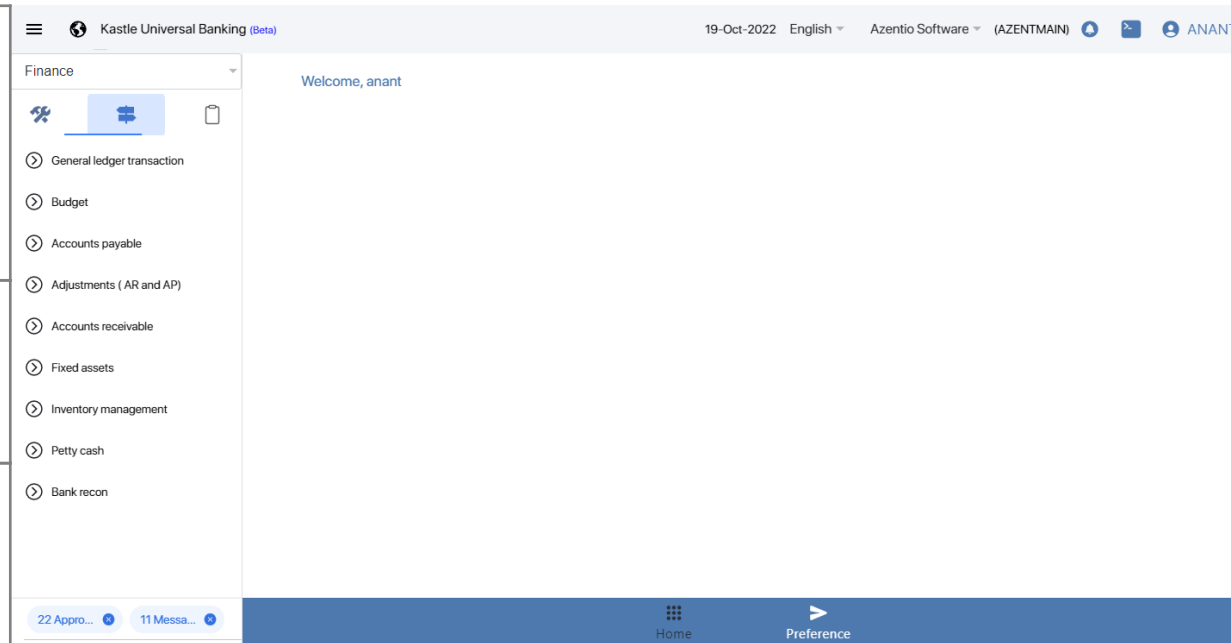 Kastle Universal Banking (Beta)
19-Oct-2022 English Azentio Software (AZENTMAIN) ANANT
Finance
Welcome, anant
General ledger transaction
Budget
Accounts payable
Adjustments ( AR and AP)
Accounts receivable
Fixed assets
Inventory management
Petty cash
Bank recon
22 Appro... 11 Messa...
Home Preference